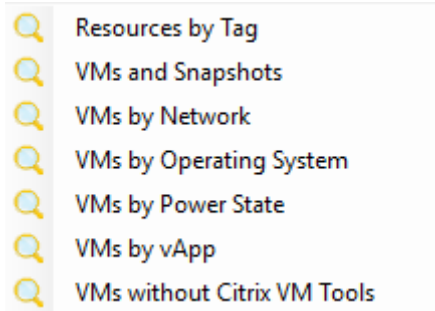 Resources by Tag
VMs and Snapshots
VMs by Network
VMs by Operating System
VMs by Power State
VMs by vApp
VMs without Citrix VM Tools